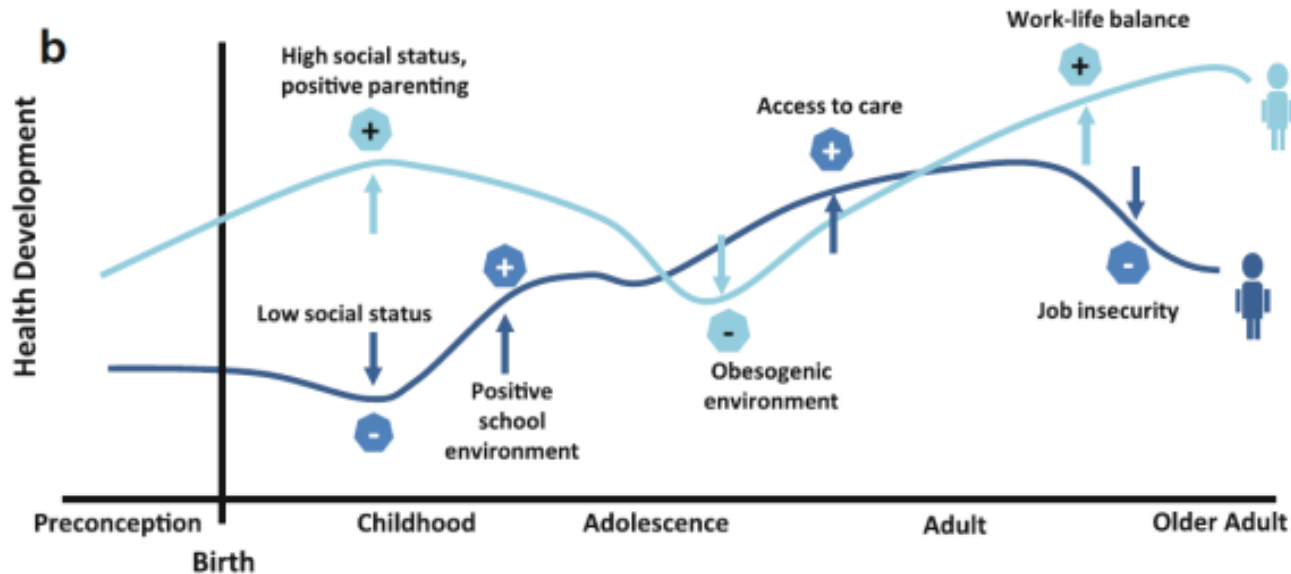 b
Health Development
High social status,
positive parenting
+
Work-life balance
+
Access to care
+
Low social status
-
+
Positive
school
environment
-
Obesogenic
environment
-
Job insecurity
Preconception
Birth
Childhood
Adolescence
Adult
Older Adult